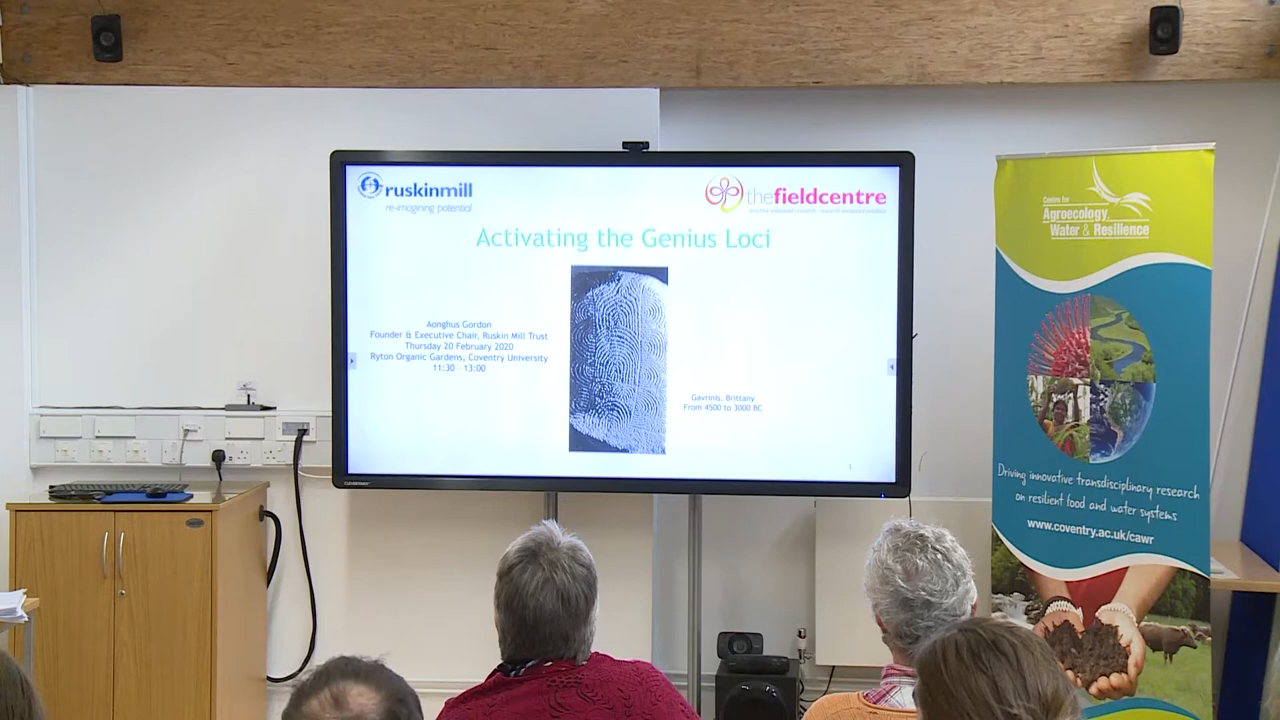 ruskinmill
re-imagining potential
thefieldcentre
Activating the Genius Loci
Aonghus Gordon
Founder & Executive Chair, Ruskin Mill Trust
Thursday 20 February 2020
Ryton Organic Gardens, Coventry University
11:30 - 13:00
Gavrinis, Brittany
From 4500 to 3000 BC
1
Centre for
Agroecology,
Water & Resilience
Driving innovative transdisciplinary research
on resilient food and water systems
www.coventry.ac.uk/cawr